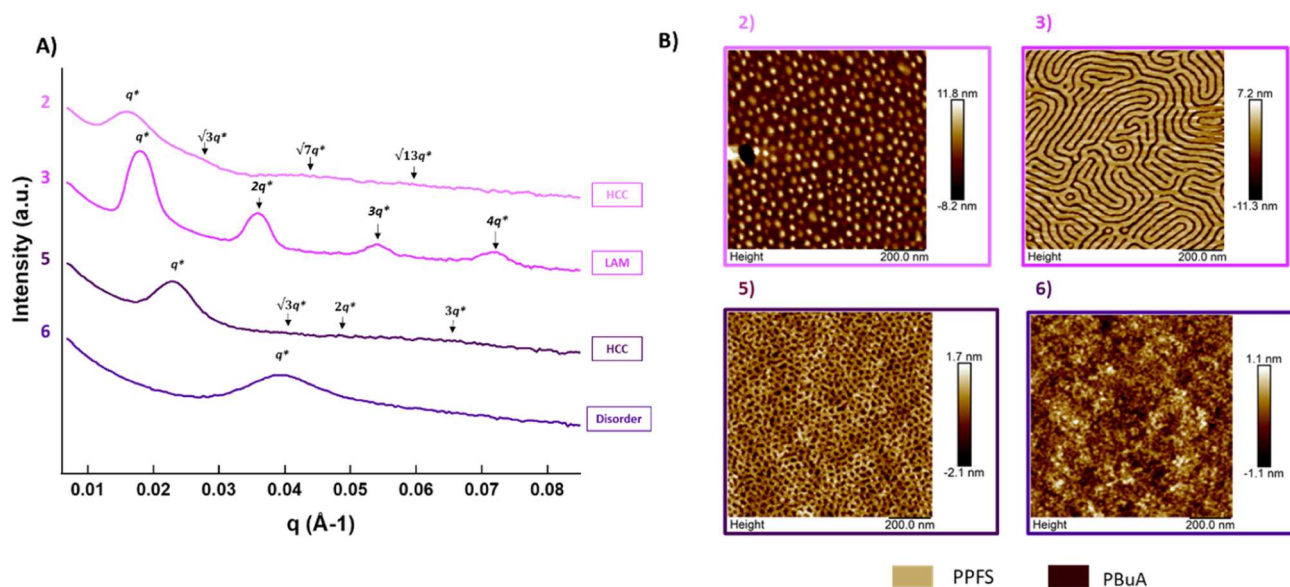 A)
Intensity (a.u.)
2
q*
√3q*
√7q*
√13q*
HCC
3
q*
2q*
3q*
4q*
LAM
5
q*
√3q*
2q*
3q*
HCC
6
q*
Disorder
0.01 0.02 0.03 0.04 0.05 0.06 0.07 0.08
q (Å-1)
B)
2)
11.8 nm
-8.2 nm
Height
200.0 nm
3)
7.2 nm
-11.3 nm
Height
200.0 nm
5)
1.7 nm
-2.1 nm
Height
200.0 nm
6)
1.1 nm
-1.1 nm
Height
200.0 nm
PPFS
PBuA